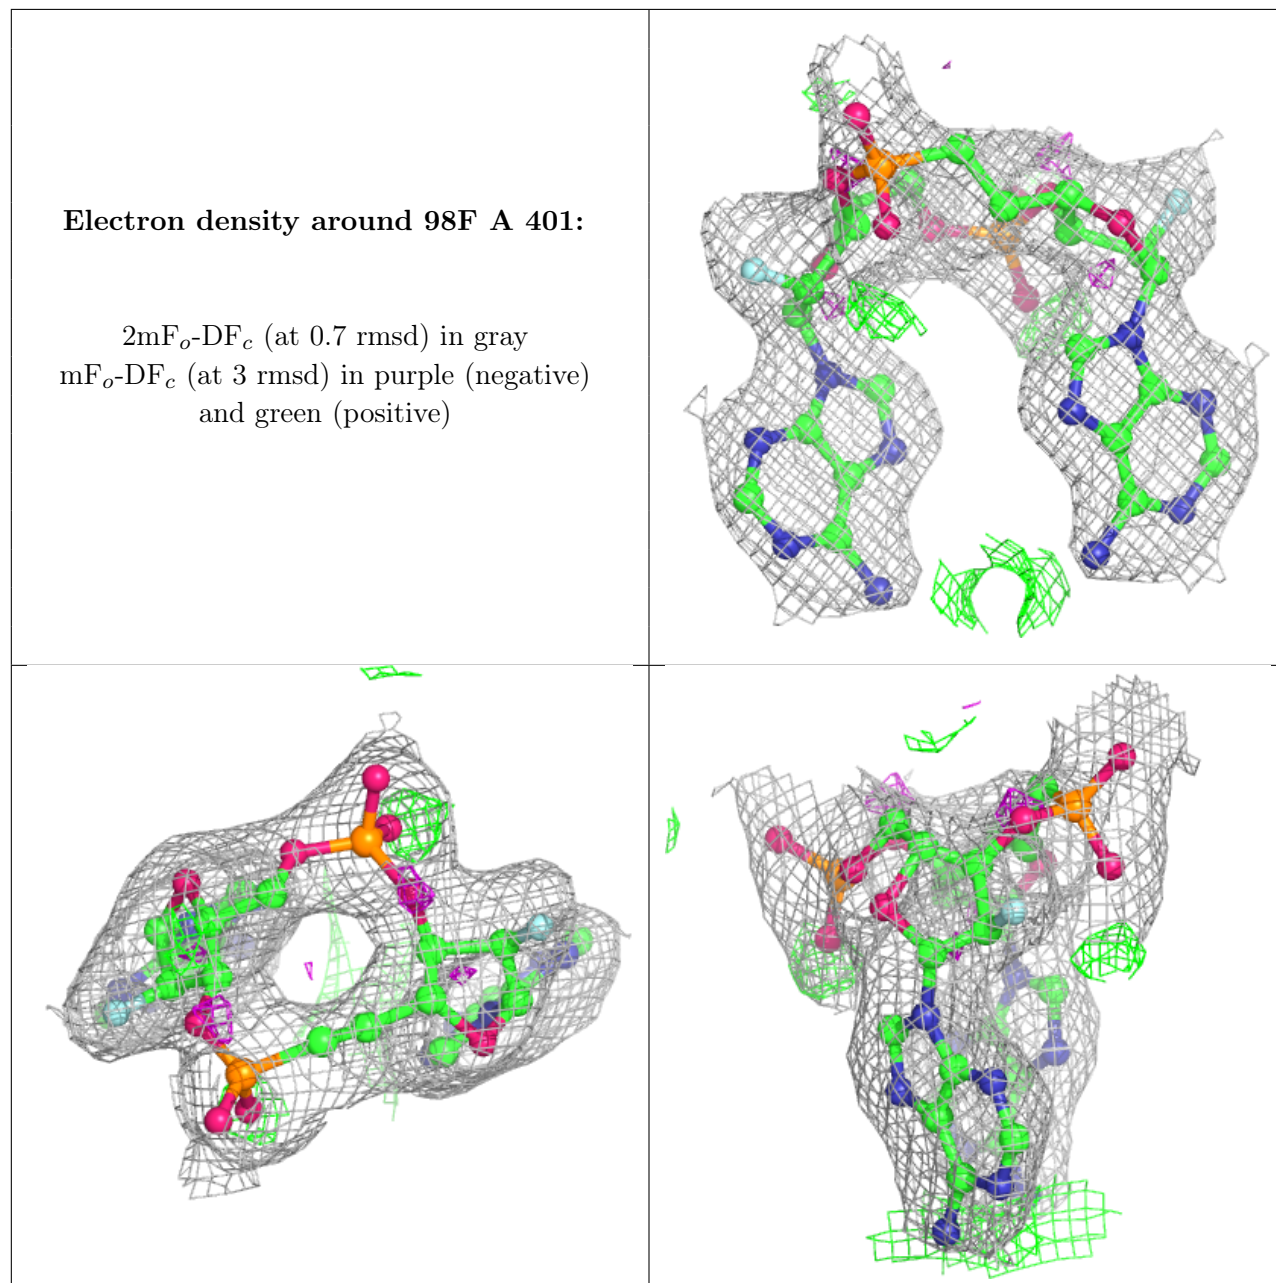 Electron density around 98F A 401:
2mFo-DFc (at 0.7 rmsd) in gray
mFo-DFc (at 3 rmsd) in purple (negative)
and green (positive)